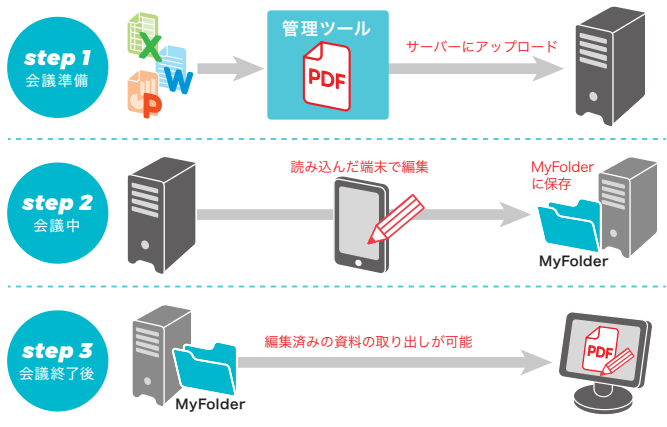 step 1
会議準備
X
W
P
管理ツール
PDF
サーバーにアップロード
step 2
会議中
読み込んだ端末で編集
MyFolder
に保存
MyFolder
step 3
会議終了後
MyFolder
編集済みの資料の取り出しが可能
PDF